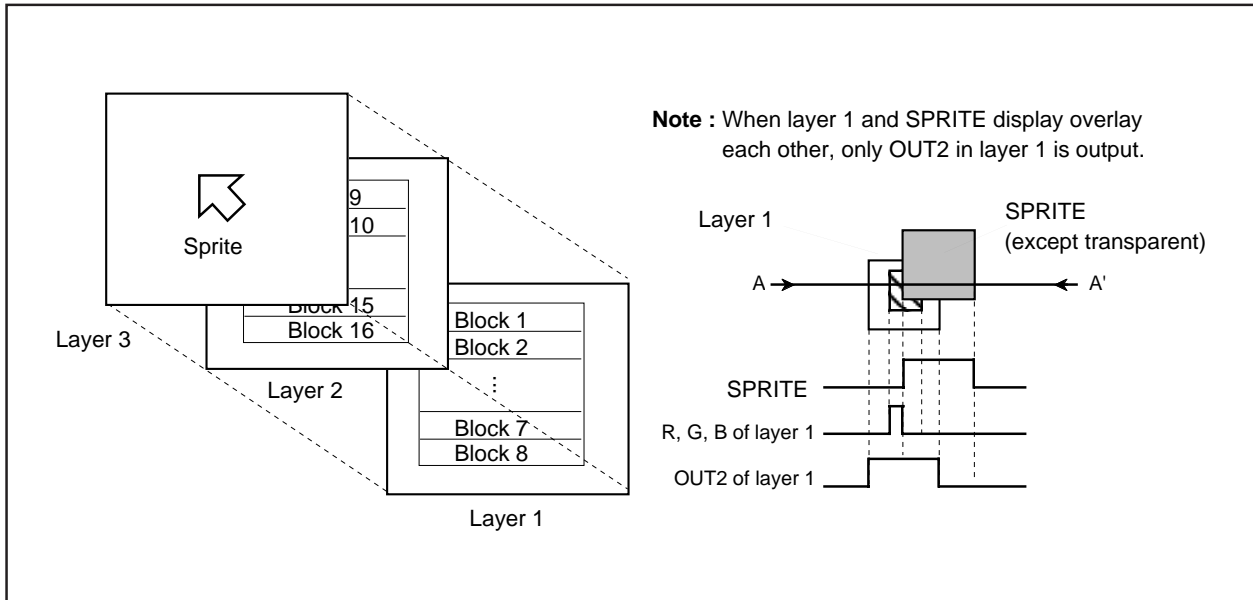 Sprite
Layer 3
9
10
Block 15
Block 16
Layer 2
Block 1
Block 2
⋮
Block 7
Block 8
Layer 1
Note : When layer 1 and SPRITE display overlay
each other, only OUT2 in layer 1 is output.
Layer 1
SPRITE
(except transparent)
A
A'
SPRITE
R, G, B of layer 1
OUT2 of layer 1